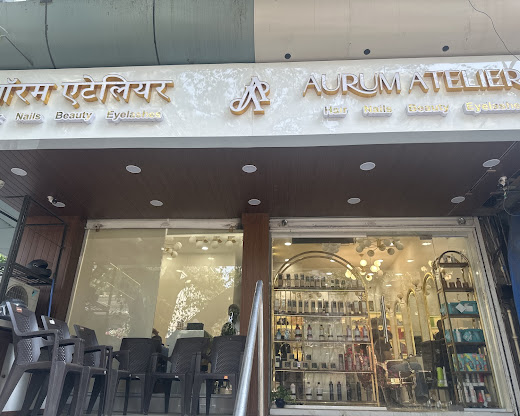 ऑरम एटेलियर
Nails Beauty Eyelashes
AURUM ATELIER
Hair Nails Beauty Eyelashes